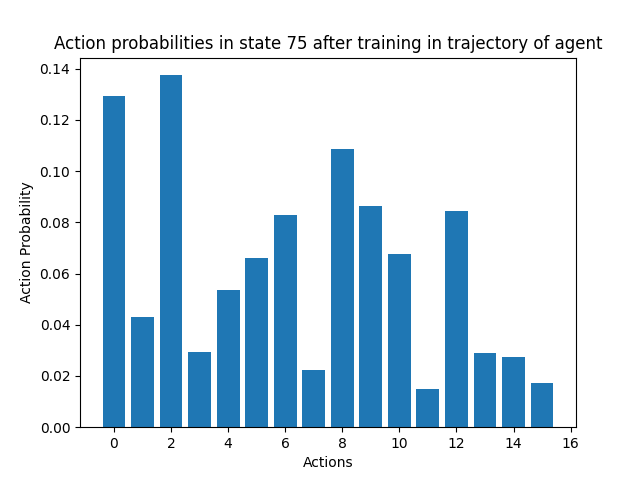 Action probabilities in state 75 after training in trajectory of agent
0.14
0.12
0.10
0.08
0.06
0.04
0.02
0.00
Action Probability
0 2 4 6 8 10 12 14 16
Actions